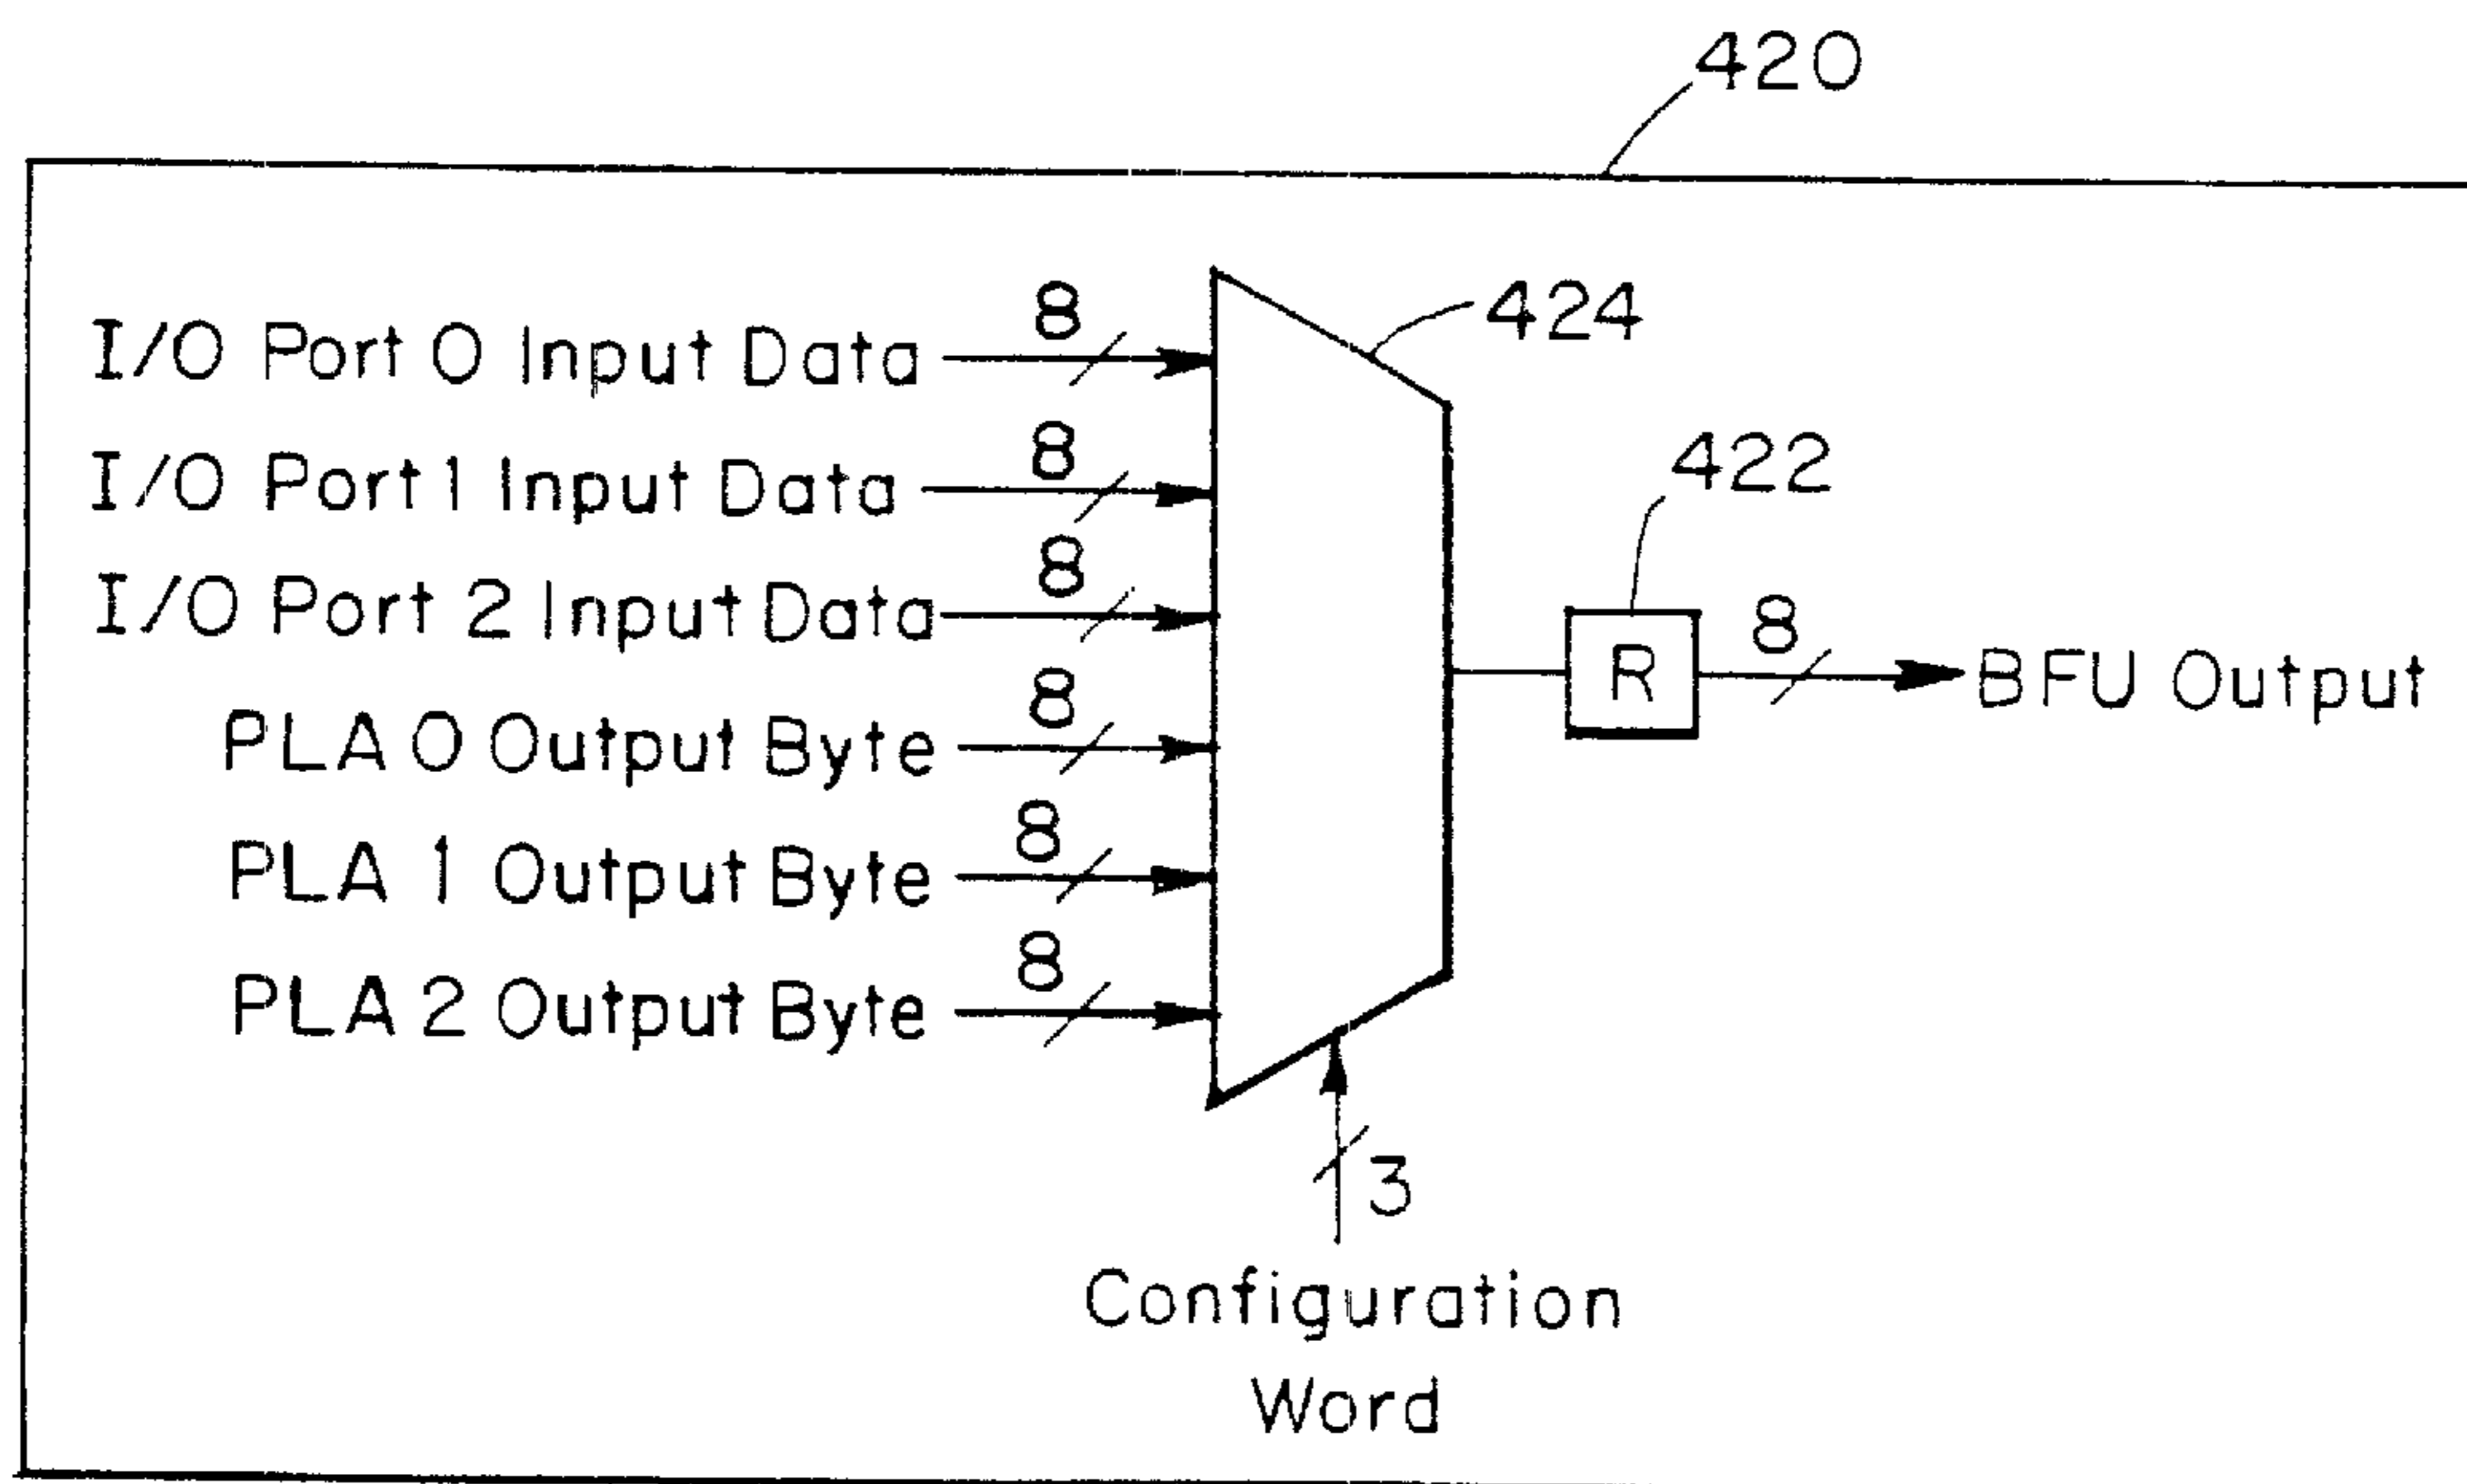 420
8
424
I/O Port 0 Input Data
8
422
I/O Port 1 Input Data
8
I/O Port 2 Input Data
8
R
8
BFU Output
PLA 0 Output Byte
8
PLA 1 Output Byte
8
PLA 2 Output Byte
3
Configuration
Word